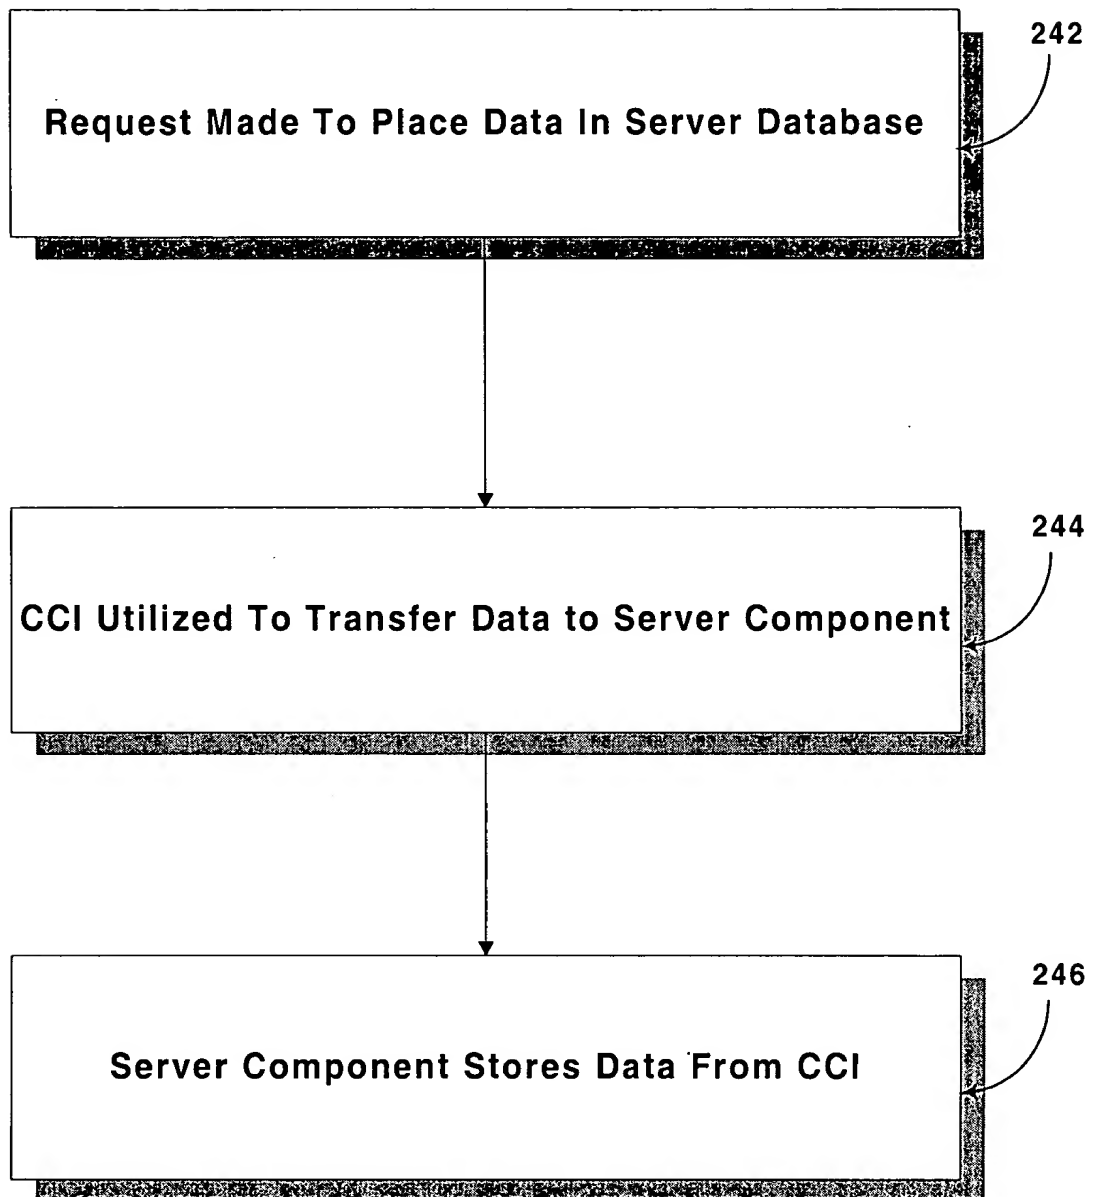 242
Request Made To Place Data In Server Database
244
CCI Utilized To Transfer Data to Server Component
246
Server Component Stores Data From CCI